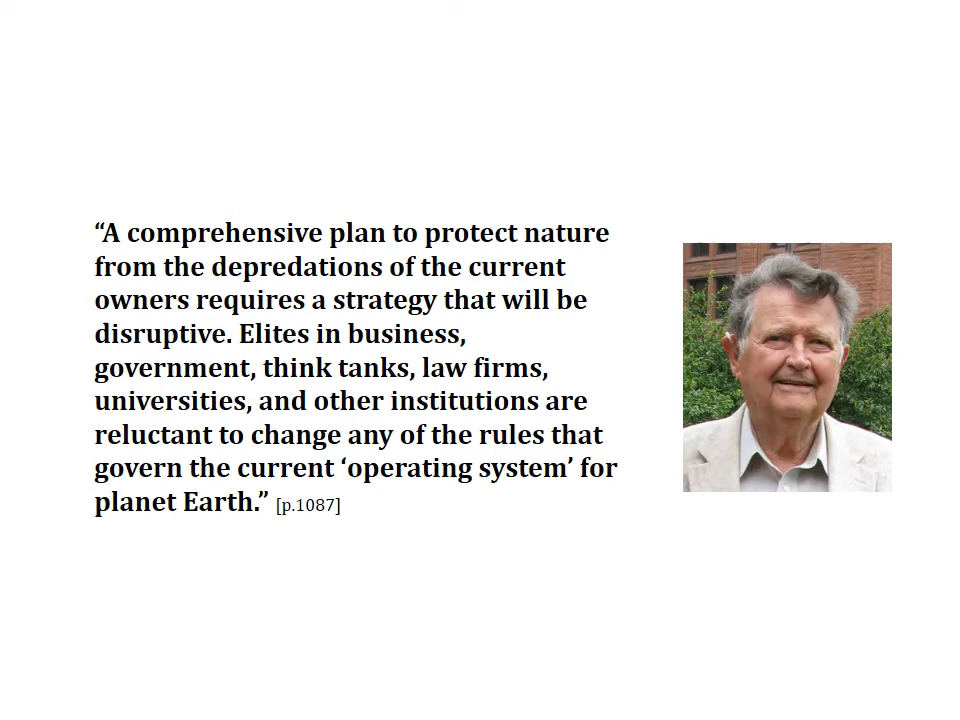 “A comprehensive plan to protect nature
from the depredations of the current
owners requires a strategy that will be
disruptive. Elites in business,
government, think tanks, law firms,
universities, and other institutions are
reluctant to change any of the rules that
govern the current ‘operating system’ for
planet Earth.” [p.1087]